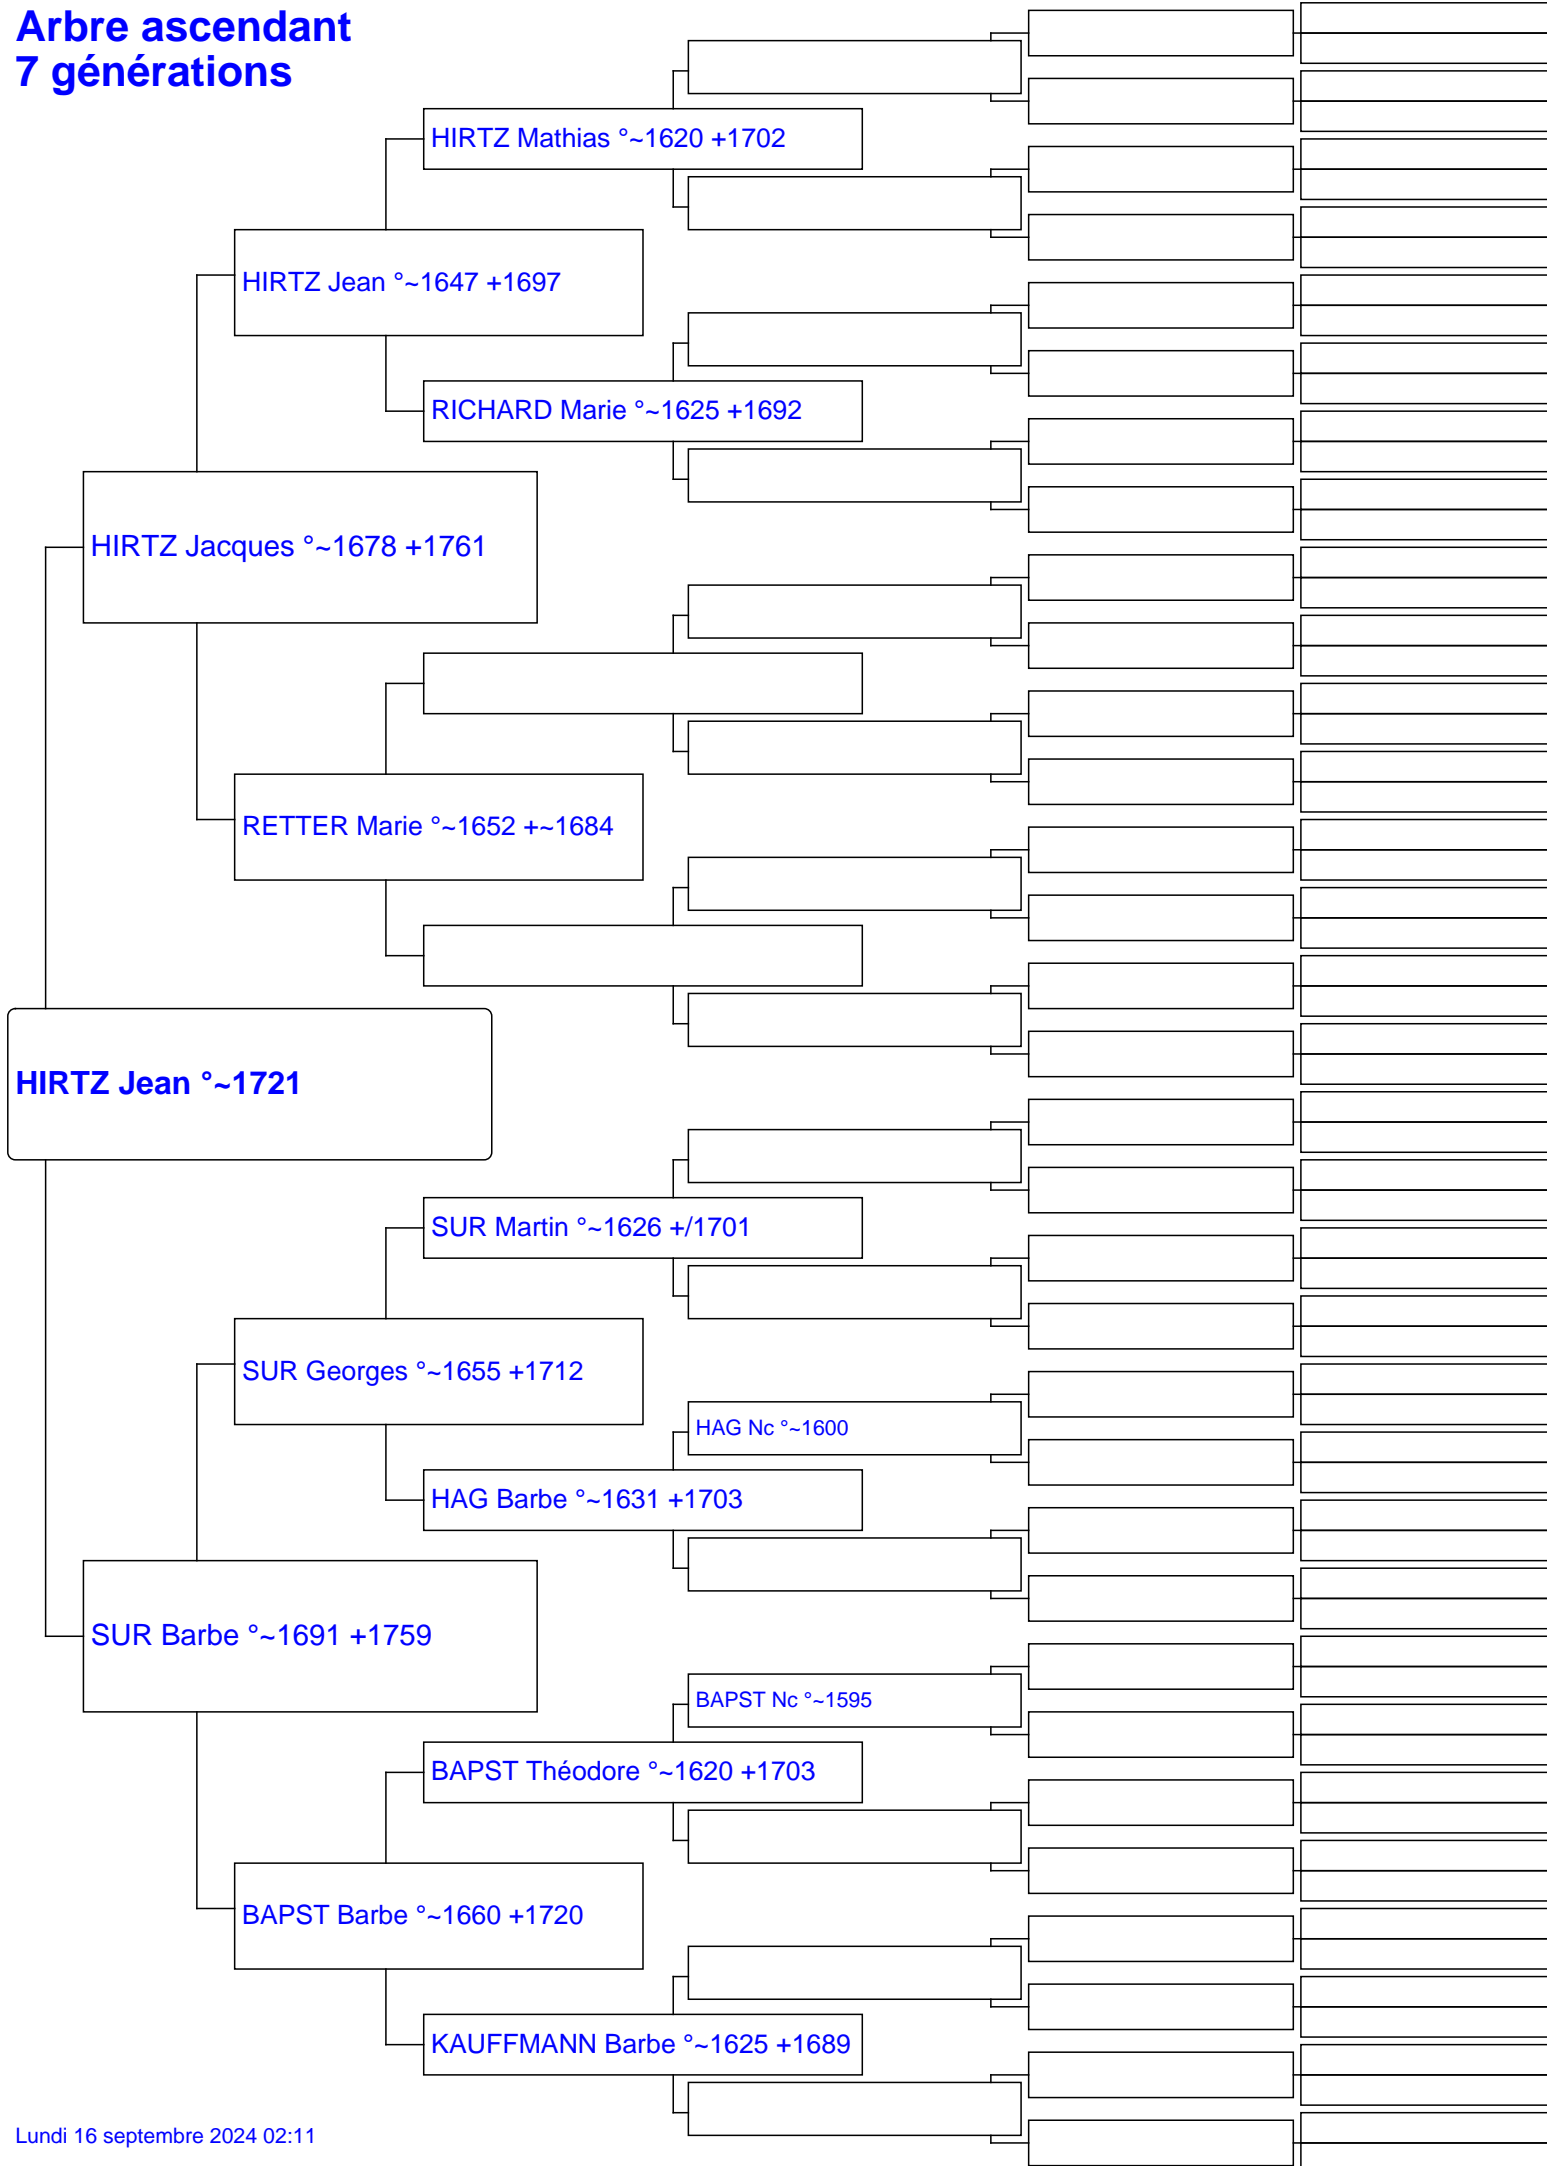 Arbre ascendant
7 générations
HIRTZ Mathias °~1620 +1702
HIRTZ Jean °~1647 +1697
RICHARD Marie °~1625 +1692
HIRTZ Jacques °~1678 +1761
RETTER Marie °~1652 +~1684
HIRTZ Jean °~1721
SUR Martin °~1626 +/1701
SUR Georges °~1655 +1712
HAG Nc °~1600
HAG Barbe °~1631 +1703
SUR Barbe °~1691 +1759
BAPST Nc °~1595
BAPST Théodore °~1620 +1703
BAPST Barbe °~1660 +1720
KAUFFMANN Barbe °~1625 +1689
Lundi 16 septembre 2024 02:11